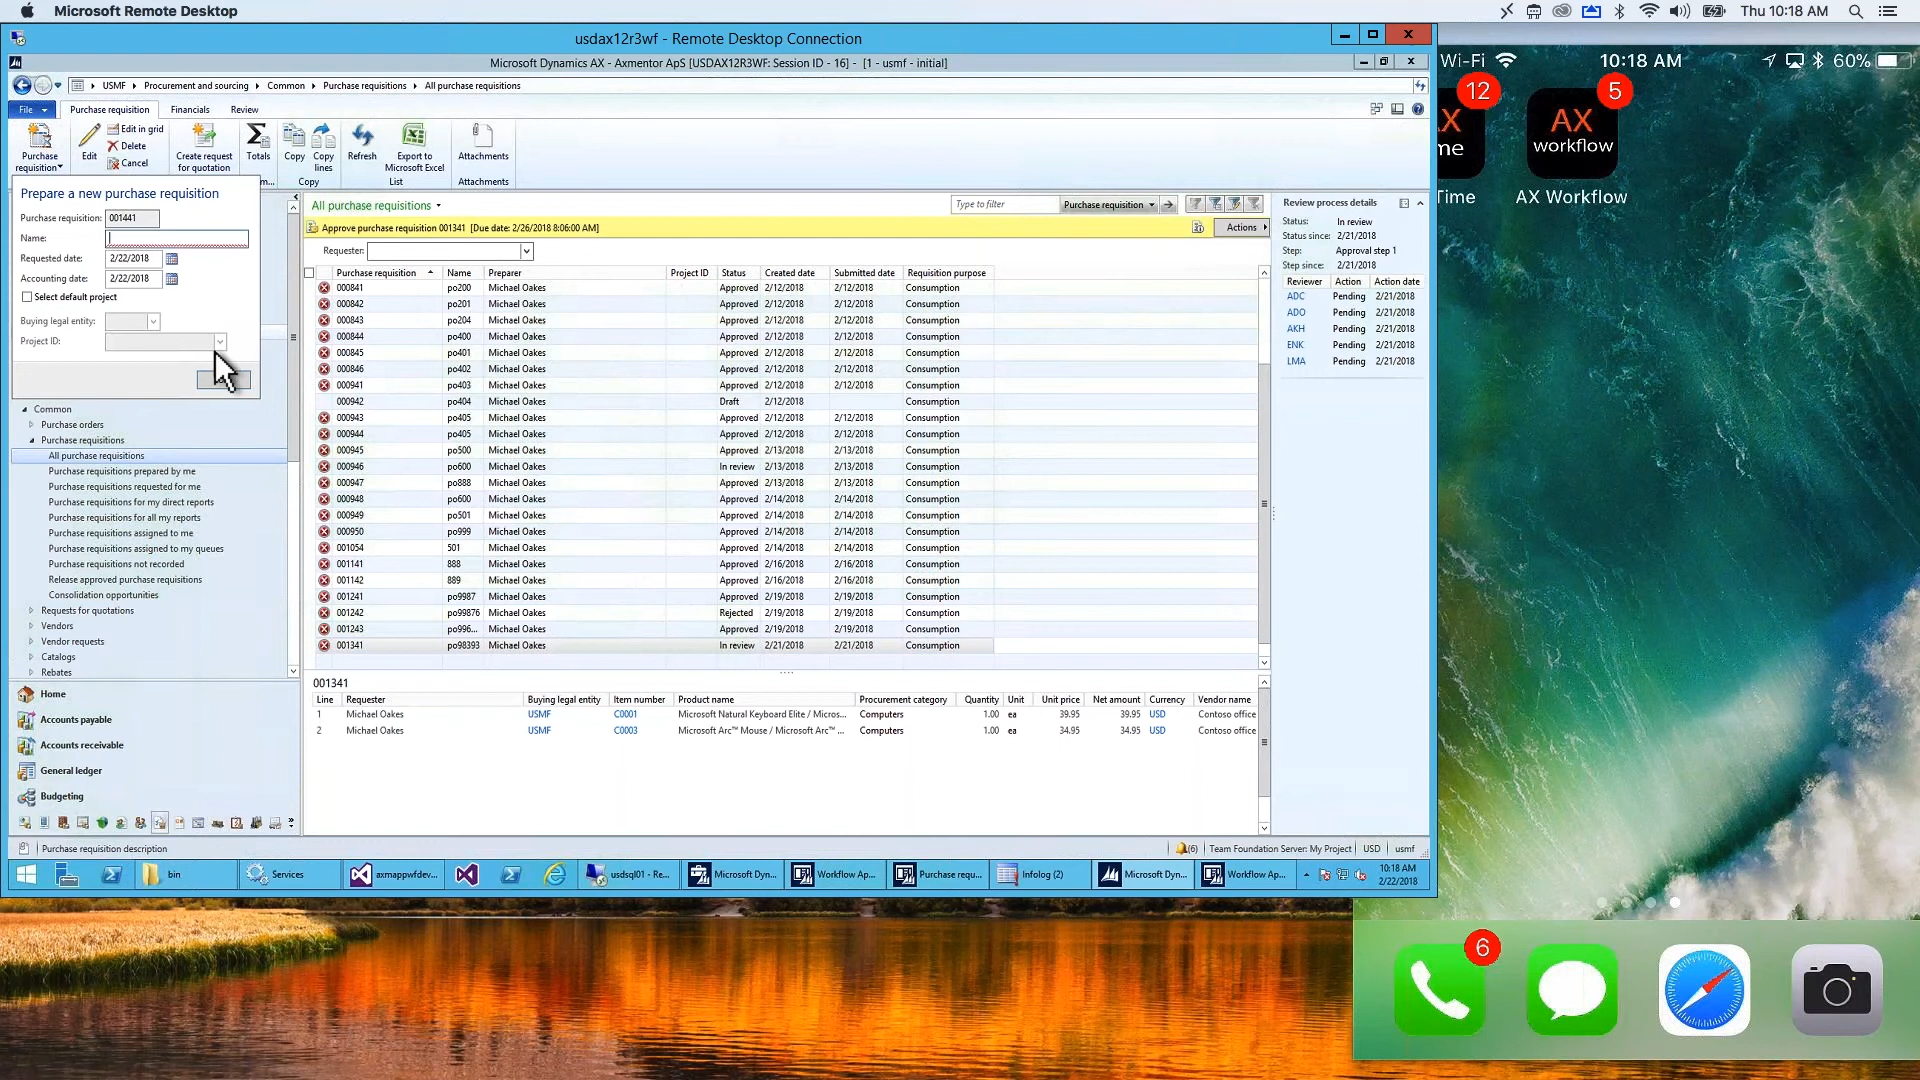 Microsoft Remote Desktop
Thu 10:18 AM
usdax12r3wf - Remote Desktop Connection
Microsoft Dynamics AX - Axmentor ApS [USDAX12R3WF: Session ID - 16] - [1 - usmf - initial]
USMF Procurement and sourcing Common Purchase requisitions All purchase requisitions
File Purchase requisition Financials Review
Purchase requisition
Edit
Edit in grid
Delete
Cancel
Create request for quotation
Totals
Copy
Copy lines
Refresh
Export to Microsoft Excel
Attachments
m...
Copy
List
Attachments
Prepare a new purchase requisition
Purchase requisition: 001441
Name:
Requested date: 2/22/2018
Accounting date: 2/22/2018
Select default project
Buying legal entity:
Project ID:
Common
Purchase orders
Purchase requisitions
All purchase requisitions
Purchase requisitions prepared by me
Purchase requisitions requested for me
Purchase requisitions for my direct reports
Purchase requisitions for all my reports
Purchase requisitions assigned to me
Purchase requisitions assigned to my queues
Purchase requisitions not recorded
Release approved purchase requisitions
Consolidation opportunities
Requests for quotations
Vendors
Vendor requests
Catalogs
Rebates
Home
Accounts payable
Accounts receivable
General ledger
Budgeting
All purchase requisitions
Type to filter
Purchase requisition
Approve purchase requisition 001341 [Due date: 2/26/2018 8:06:00 AM]
Actions
Requester:
Purchase requisition Name Preparer Project ID Status Created date Submitted date Requisition purpose
000841 po200 Michael Oakes Approved 2/12/2018 2/12/2018 Consumption
000842 po201 Michael Oakes Approved 2/12/2018 2/12/2018 Consumption
000843 po204 Michael Oakes Approved 2/12/2018 2/12/2018 Consumption
000844 po400 Michael Oakes Approved 2/12/2018 2/12/2018 Consumption
000845 po401 Michael Oakes Approved 2/12/2018 2/12/2018 Consumption
000846 po402 Michael Oakes Approved 2/12/2018 2/12/2018 Consumption
000941 po403 Michael Oakes Approved 2/12/2018 2/12/2018 Consumption
000942 po404 Michael Oakes Draft 2/12/2018 Consumption
000943 po405 Michael Oakes Approved 2/12/2018 2/12/2018 Consumption
000944 po405 Michael Oakes Approved 2/12/2018 2/12/2018 Consumption
000945 po500 Michael Oakes Approved 2/13/2018 2/13/2018 Consumption
000946 po600 Michael Oakes In review 2/13/2018 2/13/2018 Consumption
000947 po888 Michael Oakes Approved 2/13/2018 2/13/2018 Consumption
000948 po600 Michael Oakes Approved 2/14/2018 2/14/2018 Consumption
000949 po501 Michael Oakes Approved 2/14/2018 2/14/2018 Consumption
000950 po999 Michael Oakes Approved 2/14/2018 2/14/2018 Consumption
001054 501 Michael Oakes Approved 2/14/2018 2/14/2018 Consumption
001141 888 Michael Oakes Approved 2/16/2018 2/16/2018 Consumption
001142 889 Michael Oakes Approved 2/16/2018 2/16/2018 Consumption
001241 po9987 Michael Oakes Approved 2/19/2018 2/19/2018 Consumption
001242 po99876 Michael Oakes Rejected 2/19/2018 2/19/2018 Consumption
001243 po996... Michael Oakes Approved 2/19/2018 2/19/2018 Consumption
001341 po98393 Michael Oakes In review 2/21/2018 2/21/2018 Consumption
001341
Line Requester Buying legal entity Item number Product name Procurement category Quantity Unit Unit price Net amount Currency Vendor name
1 Michael Oakes USMF C0001 Microsoft Natural Keyboard Elite / Micros... Computers 1.00 ea 39.95 39.95 USD Contoso office
2 Michael Oakes USMF C0003 Microsoft Arc™ Mouse / Microsoft Arc™ ... Computers 1.00 ea 34.95 34.95 USD Contoso office
Review process details
Status: In review
Status since: 2/21/2018
Step: Approval step 1
Step since: 2/21/2018
Reviewer Action Action date
ADC Pending 2/21/2018
ADO Pending 2/21/2018
AKH Pending 2/21/2018
ENK Pending 2/21/2018
LMA Pending 2/21/2018
Purchase requisition description
(6) Team Foundation Server: My Project USD usmf
bin
Services
axmappwfdev...
usdsql01 - Re...
Microsoft Dyn...
Workflow Ap...
Purchase requ...
Infolog (2)
Microsoft Dyn...
Workflow Ap...
10:18 AM
2/22/2018
Wi-Fi 10:18 AM 60%
12
5
AX
workflow
me
Time
AX Workflow
6